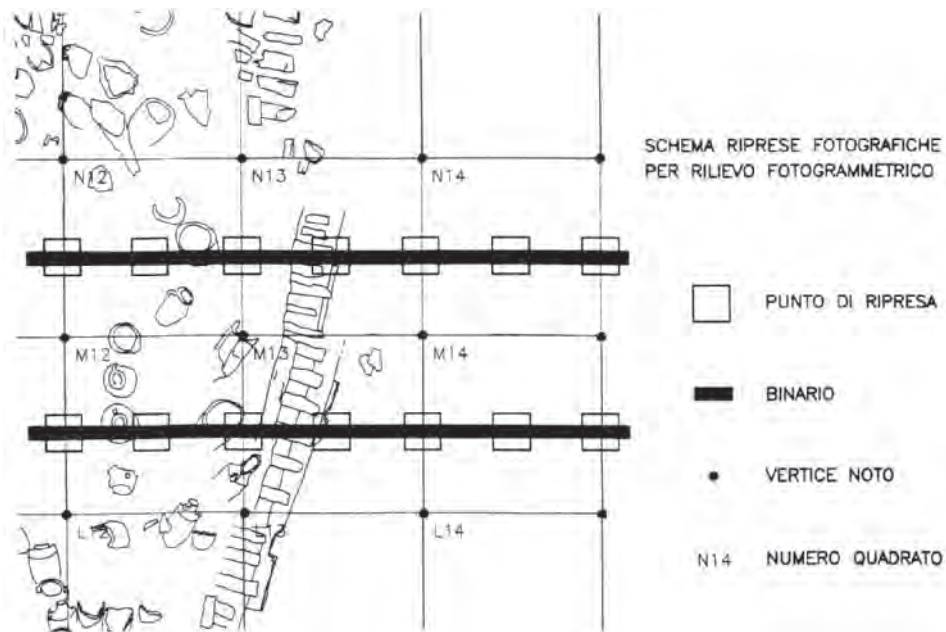 SCHEMA RIPRESE FOTOGRAFICHE
PER RILIEVO FOTOGRAMMETRICO
N12 N13 N14
PUNTO DI RIPRESA
M12 M13 M14
BINARIO
VERTICE NOTO
L12 L14
N14 NUMERO QUADRATO